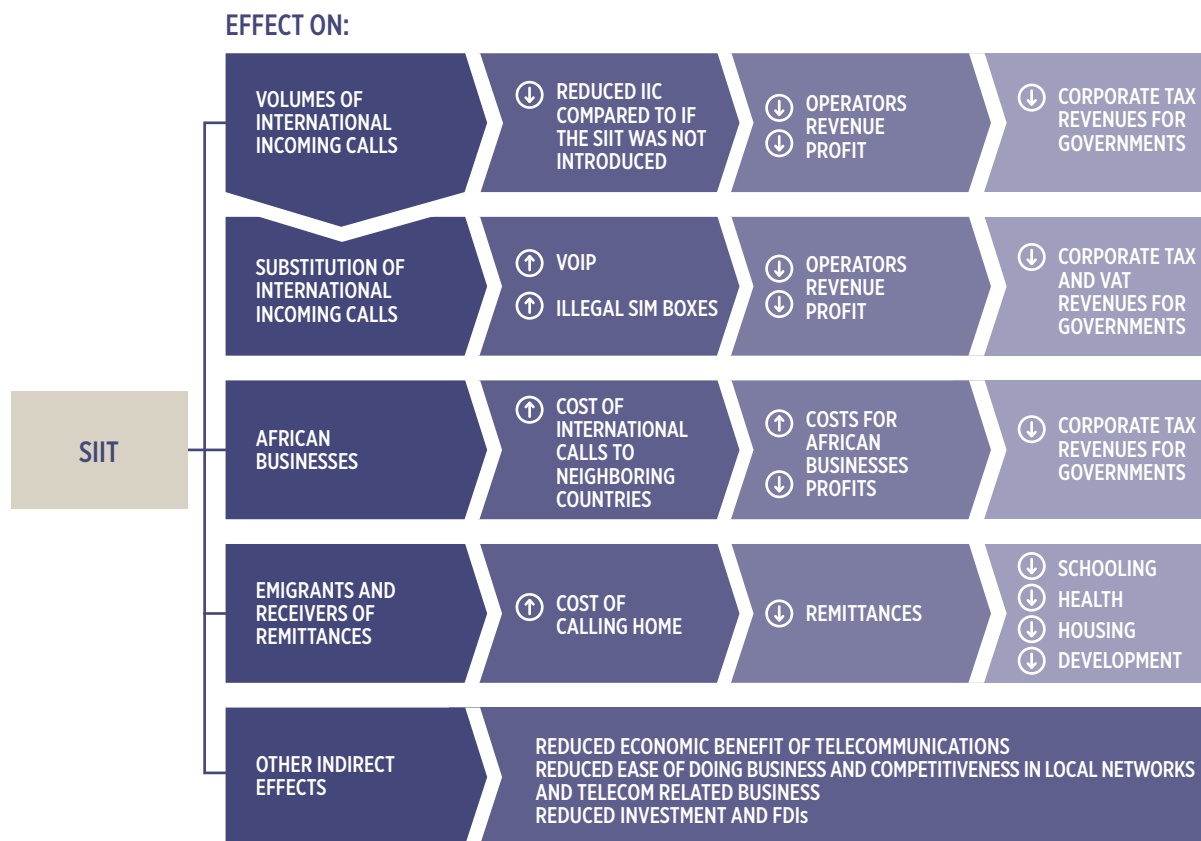 EFFECT ON:
VOLUMES OF
INTERNATIONAL
INCOMING CALLS
REDUCED IIC
COMPARED TO IF
THE SIIT WAS NOT
INTRODUCED
OPERATORS
REVENUE
PROFIT
CORPORATE TAX
REVENUES FOR
GOVERNMENTS
SUBSTITUTION OF
INTERNATIONAL
INCOMING CALLS
VOIP
ILLEGAL SIM BOXES
OPERATORS
REVENUE
PROFIT
CORPORATE TAX
AND VAT
REVENUES FOR
GOVERNMENTS
SIIT
AFRICAN
BUSINESSES
COST OF
INTERNATIONAL
CALLS TO
NEIGHBORING
COUNTRIES
COSTS FOR
AFRICAN
BUSINESSES
PROFITS
CORPORATE TAX
REVENUES FOR
GOVERNMENTS
EMIGRANTS AND
RECEIVERS OF
REMITTANCES
COST OF
CALLING HOME
REMITTANCES
SCHOOLING
HEALTH
HOUSING
DEVELOPMENT
OTHER INDIRECT
EFFECTS
REDUCED ECONOMIC BENEFIT OF TELECOMMUNICATIONS
REDUCED EASE OF DOING BUSINESS AND COMPETITIVENESS IN LOCAL NETWORKS
AND TELECOM RELATED BUSINESS
REDUCED INVESTMENT AND FDIs